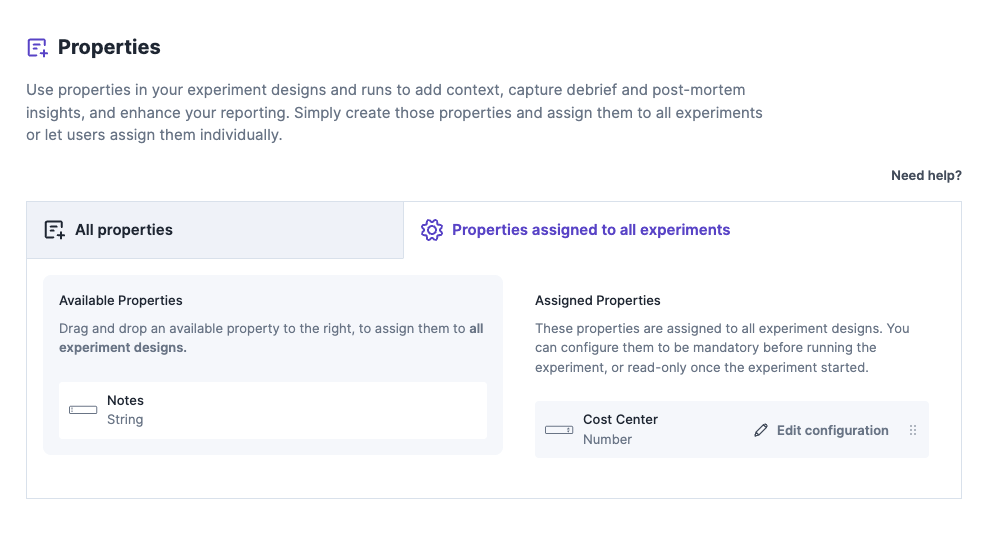 Properties
Use properties in your experiment designs and runs to add context, capture debrief and post-mortem
insights, and enhance your reporting. Simply create those properties and assign them to all experiments
or let users assign them individually.
Need help?
All properties
Properties assigned to all experiments
Available Properties
Drag and drop an available property to the right, to assign them to all
experiment designs.
Notes
String
Assigned Properties
These properties are assigned to all experiment designs. You
can configure them to be mandatory before running the
experiment, or read-only once the experiment started.
Cost Center
Number
Edit configuration